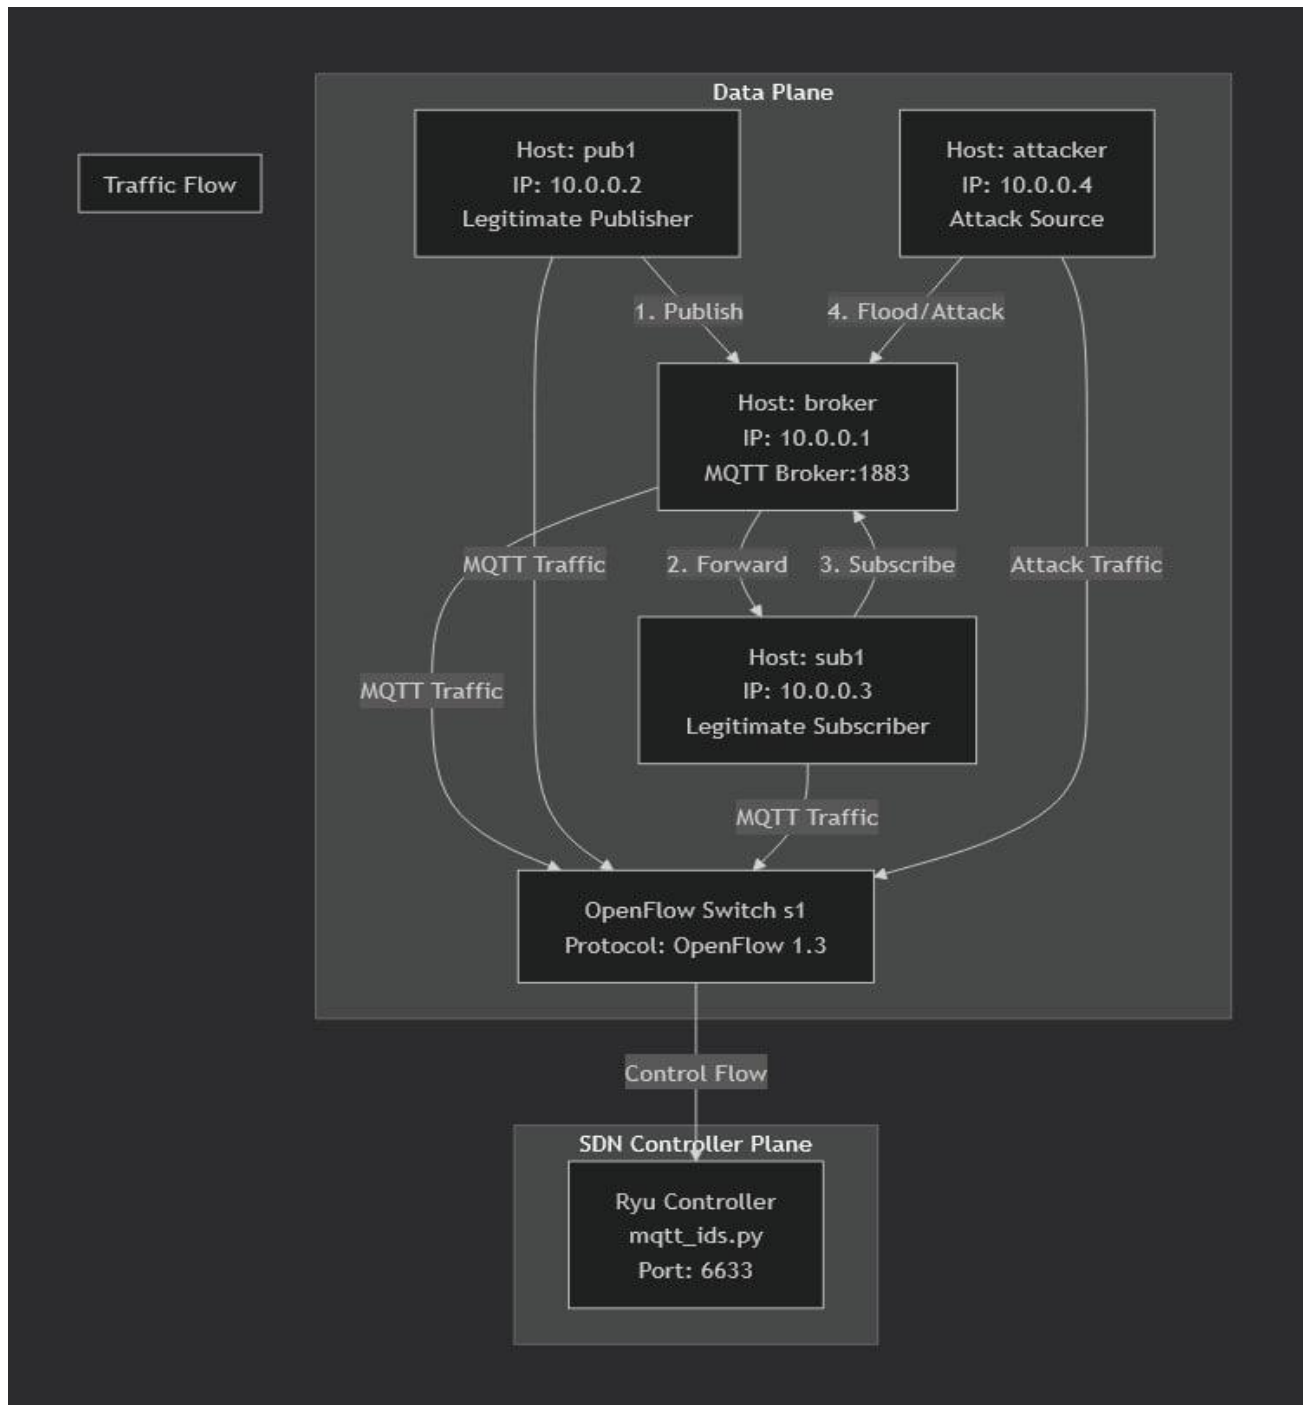 Data Plane
Traffic Flow
Host: pub1
IP: 10.0.0.2
Legitimate Publisher
Host: attacker
IP: 10.0.0.4
Attack Source
1. Publish
4. Flood/Attack
Host: broker
IP: 10.0.0.1
MQTT Broker:1883
MQTT Traffic
2. Forward
3. Subscribe
Attack Traffic
Host: sub1
IP: 10.0.0.3
Legitimate Subscriber
MQTT Traffic
MQTT Traffic
OpenFlow Switch s1
Protocol: OpenFlow 1.3
Control Flow
SDN Controller Plane
Ryu Controller
mqtt_ids.py
Port: 6633